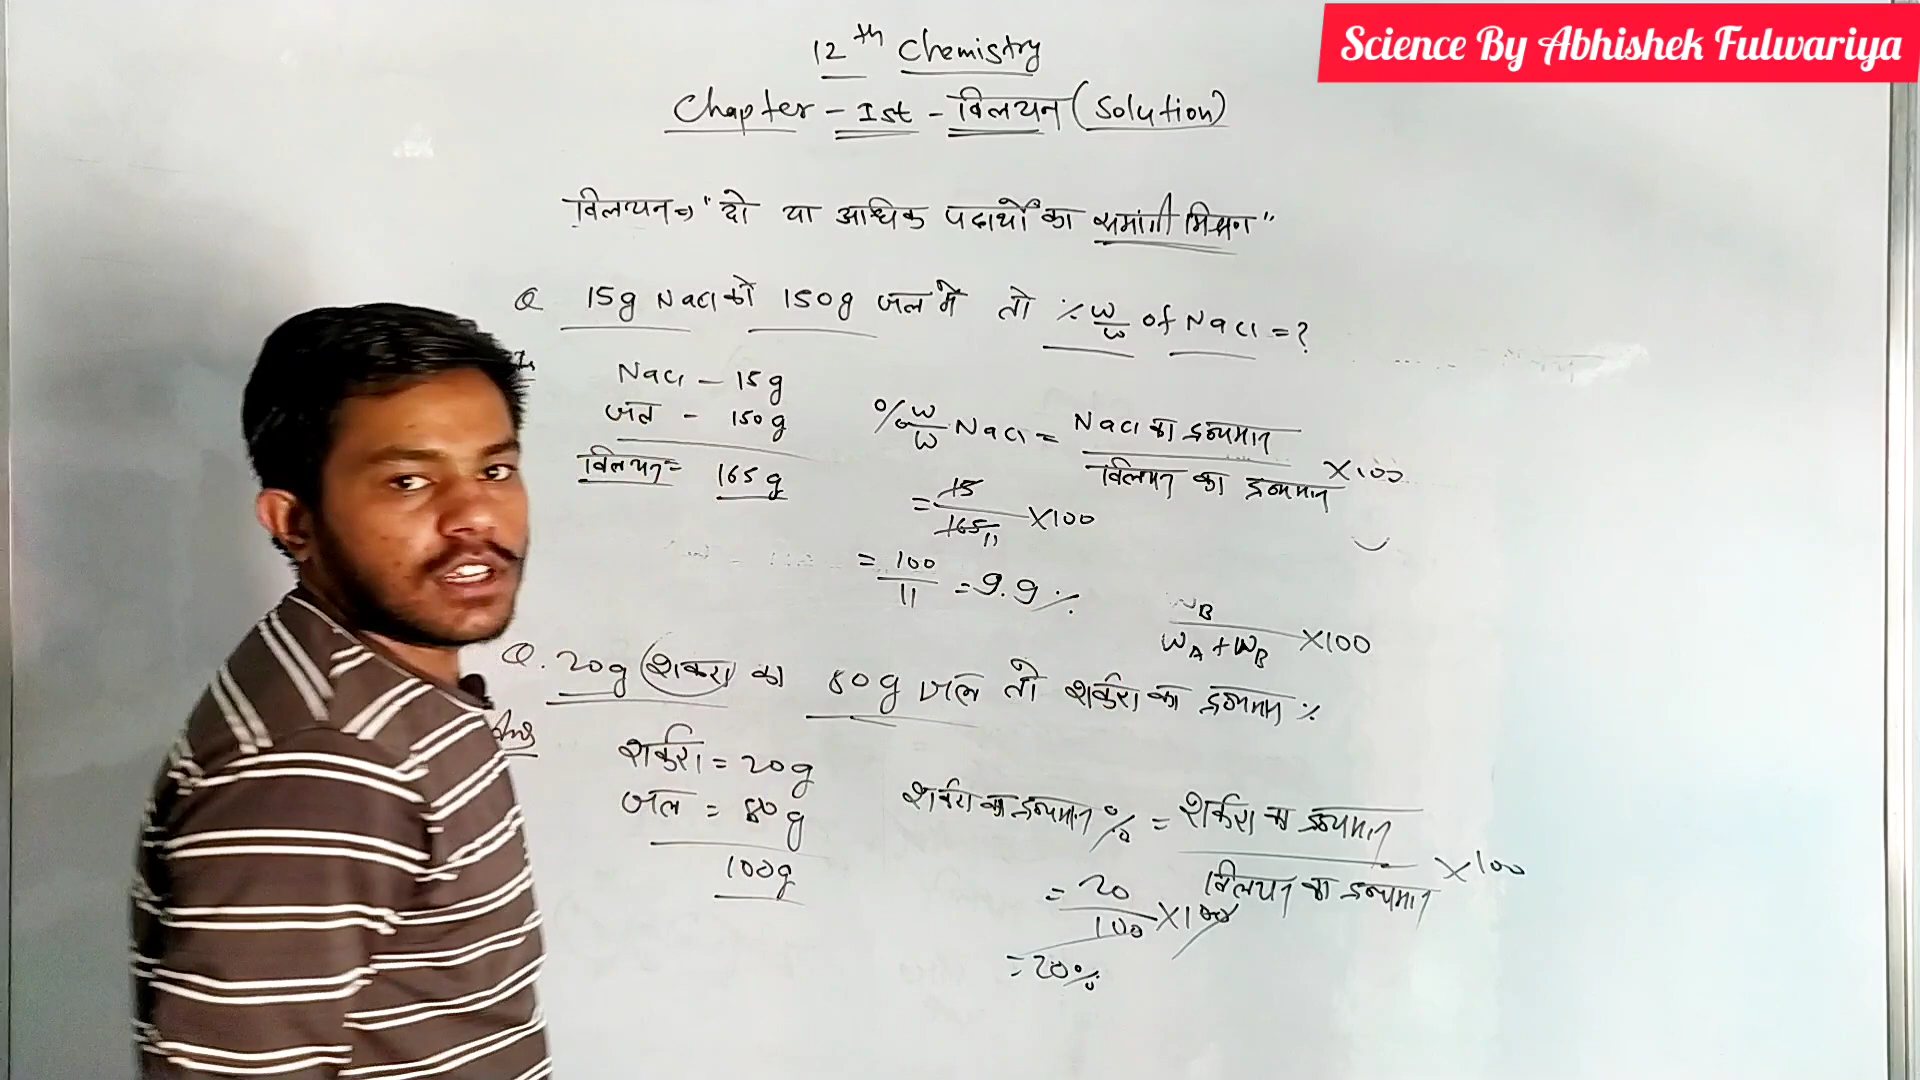 Science By Abhishek Fulwariya
12th Chemistry
Chapter - Ist - विलयन (Solution)
विलयन ⇒ "दो या अधिक पदार्थों का समांगी मिश्रण"
Q 15g NaCl को 150g जल में तो % w/w of NaCl = ?
NaCl - 15g
जल - 150g
विलयन = 165g
% w/w NaCl = NaCl का द्रव्यमान / विलयन का द्रव्यमान ×100
= 15 / 165 11 ×100
= 100 / 11 = 9.9 %
WB / WA + WB ×100
Q. 20g शर्करा का 80g जल तो शर्करा का द्रव्यमान %
Ans
शर्करा = 20g
जल = 80g
100g
शर्करा का द्रव्यमान % = शर्करा का द्रव्यमान / विलयन का द्रव्यमान ×100
= 20 / 100 ×100
= 20%